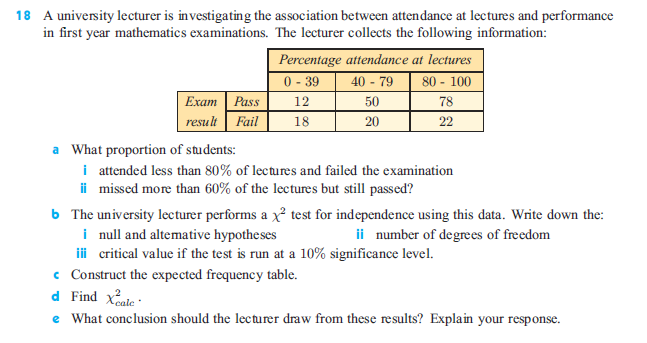 18 A university lecturer is investigating the association between attendance at lectures and performance
in first year mathematics examinations. The lecturer collects the following information:
Percentage attendance at lectures
0 - 39 40 - 79 80 - 100
Exam Pass 12 50 78
result Fail 18 20 22
a What proportion of students:
i attended less than 80% of lectures and failed the examination
ii missed more than 60% of the lectures but still passed?
b The university lecturer performs a χ² test for independence using this data. Write down the:
i null and alternative hypotheses ii number of degrees of freedom
iii critical value if the test is run at a 10% significance level.
c Construct the expected frequency table.
d Find χ²calc .
e What conclusion should the lecturer draw from these results? Explain your response.